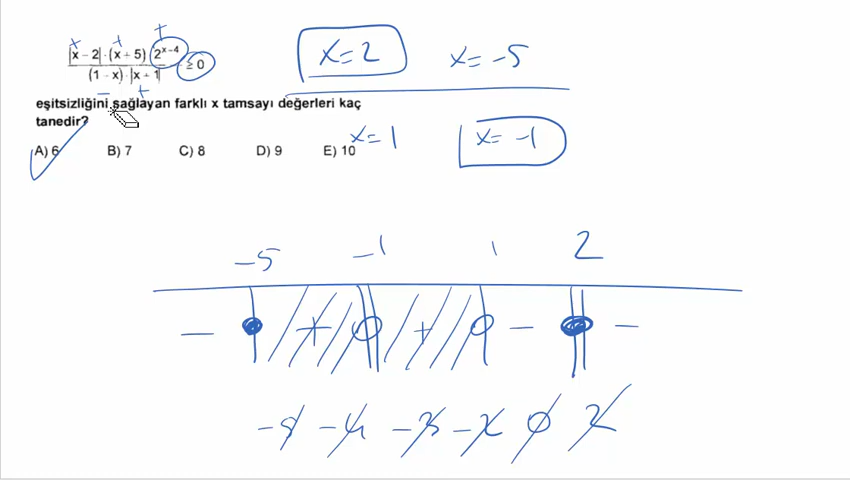 + + +
|x − 2| · (x + 5) · 2^(x−4)
(1 − x) · |x + 1|
≥ 0
− +
eşitsizliğini sağlayan farklı x tamsayı değerleri kaç
tanedir?
A) 6 B) 7 C) 8 D) 9 E) 10
x = 2 x = −5
x = 1 x = −1
−5 −1 1 2
− + + − −
−5 −4 −3 −2 0 2